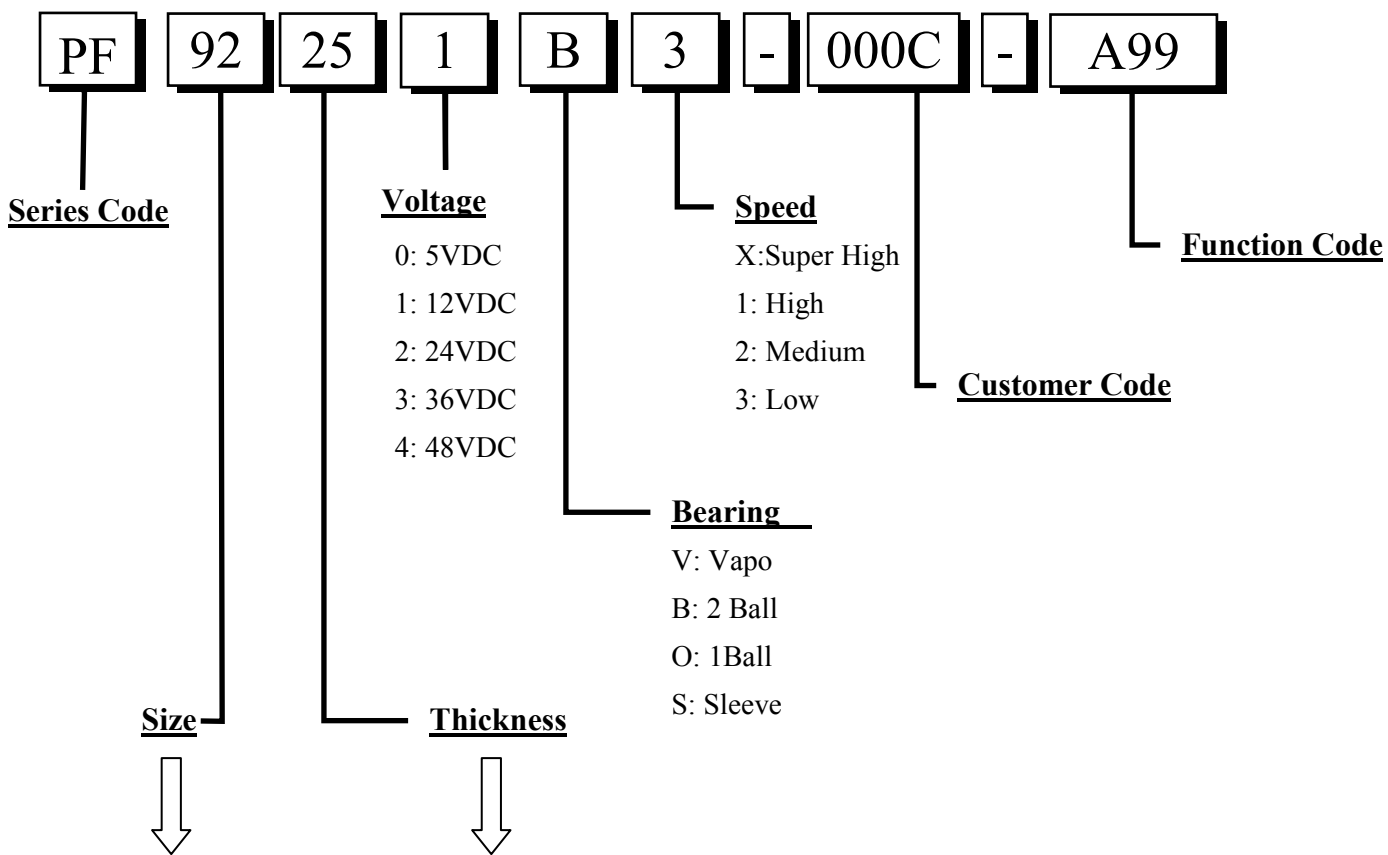 PF 92 25 1 B 3 - 000C - A99
Series Code
Voltage
0: 5VDC
1: 12VDC
2: 24VDC
3: 36VDC
4: 48VDC
Speed
X:Super High
1: High
2: Medium
3: Low
Function Code
Customer Code
Bearing
V: Vapo
B: 2 Ball
O: 1Ball
S: Sleeve
Size
Thickness